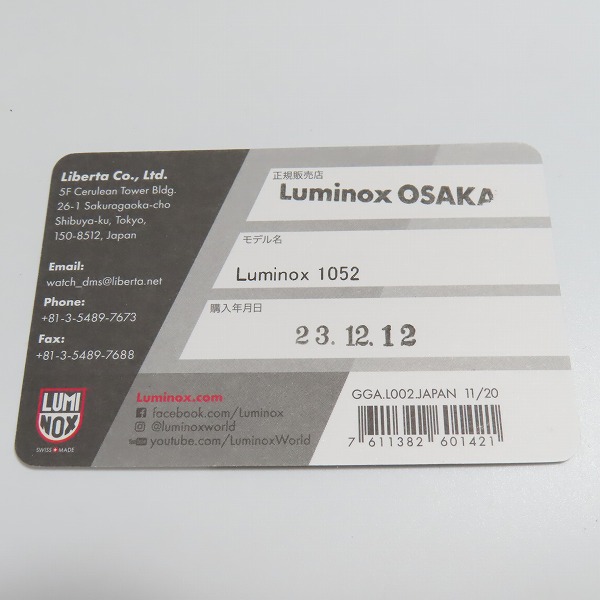 Liberta Co., Ltd.
5F Cerulean Tower Bldg.
26-1 Sakuragaoka-cho
Shibuya-ku, Tokyo,
150-8512, Japan
Email:
watch_dms@liberta.net
Phone:
+81-3-5489-7673
Fax:
+81-3-5489-7688
LUMI
NOX
SWISS + MADE
正規販売店
Luminox OSAKA
モデル名
Luminox 1052
購入年月日
23.12.12
Luminox.com
facebook.com/Luminox
@luminoxworld
youtube.com/LuminoxWorld
GGA.L002.JAPAN 11/20
7 611382 601421